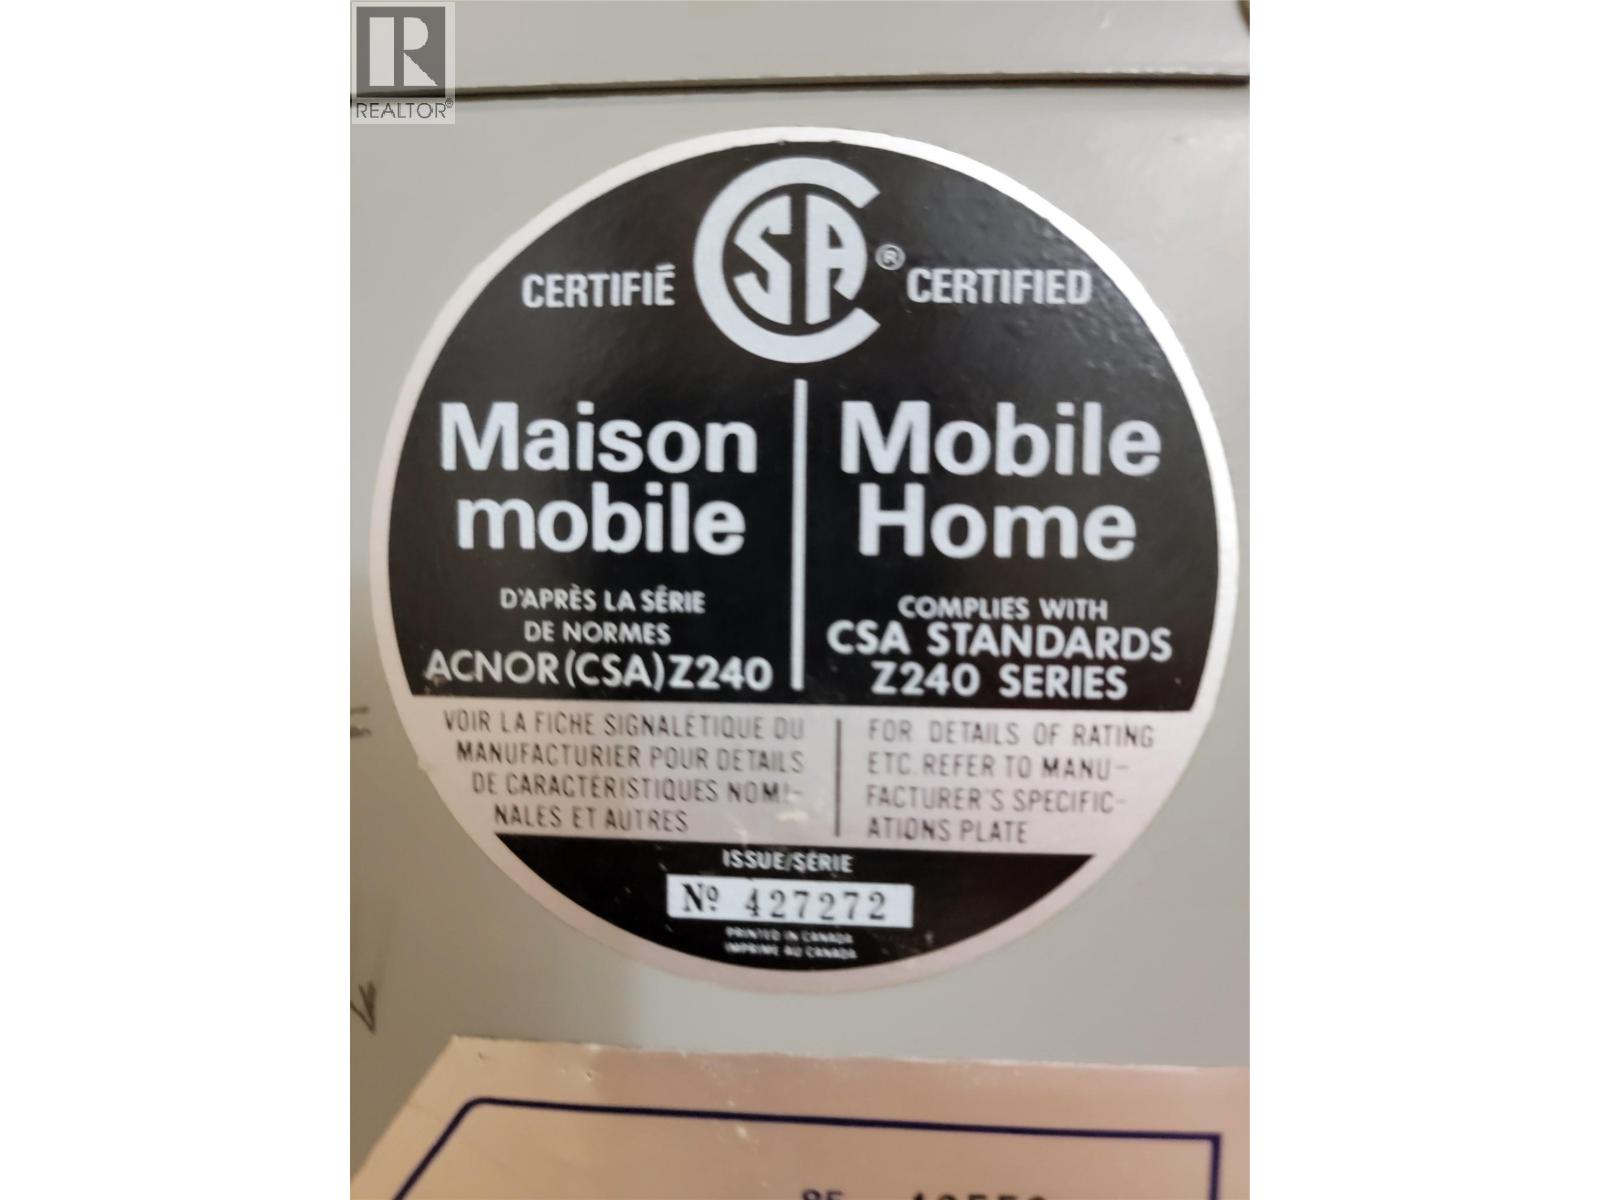 REALTOR®
CSA ®
CERTIFIÉ CERTIFIED
Maison
mobile
D'APRÈS LA SÉRIE
DE NORMES
ACNOR (CSA) Z240
Mobile
Home
COMPLIES WITH
CSA STANDARDS
Z240 SERIES
VOIR LA FICHE SIGNALÉTIQUE DU
MANUFACTURIER POUR DETAILS
DE CARACTÉRISTIQUES NOMI-
NALES ET AUTRES
FOR DETAILS OF RATING
ETC. REFER TO MANU-
FACTURER'S SPECIFIC-
ATIONS PLATE
ISSUE/SÉRIE
Nº 427272
PRINTED IN CANADA
IMPRIMÉ AU CANADA